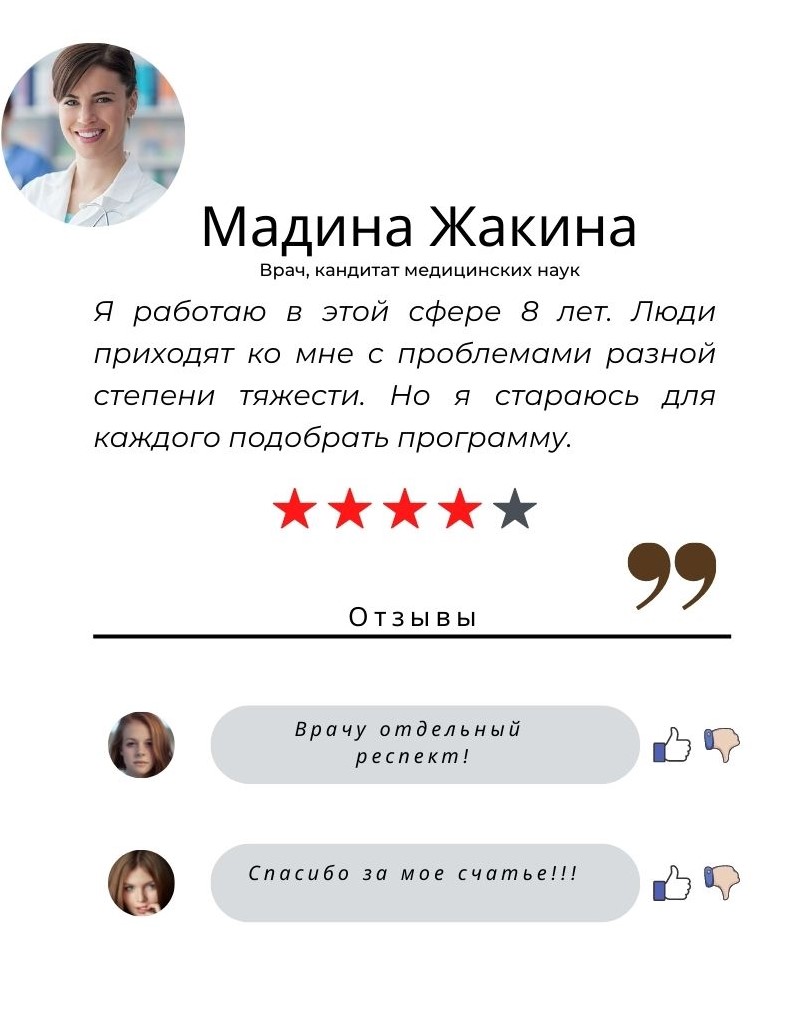 Мадина Жакина
Врач, кандитат медицинских наук
Я работаю в этой сфере 8 лет. Люди
приходят ко мне с проблемами разной
степени тяжести. Но я стараюсь для
каждого подобрать программу.
”
Отзывы
Врачу отдельный
респект!
Спасибо за мое счатье!!!